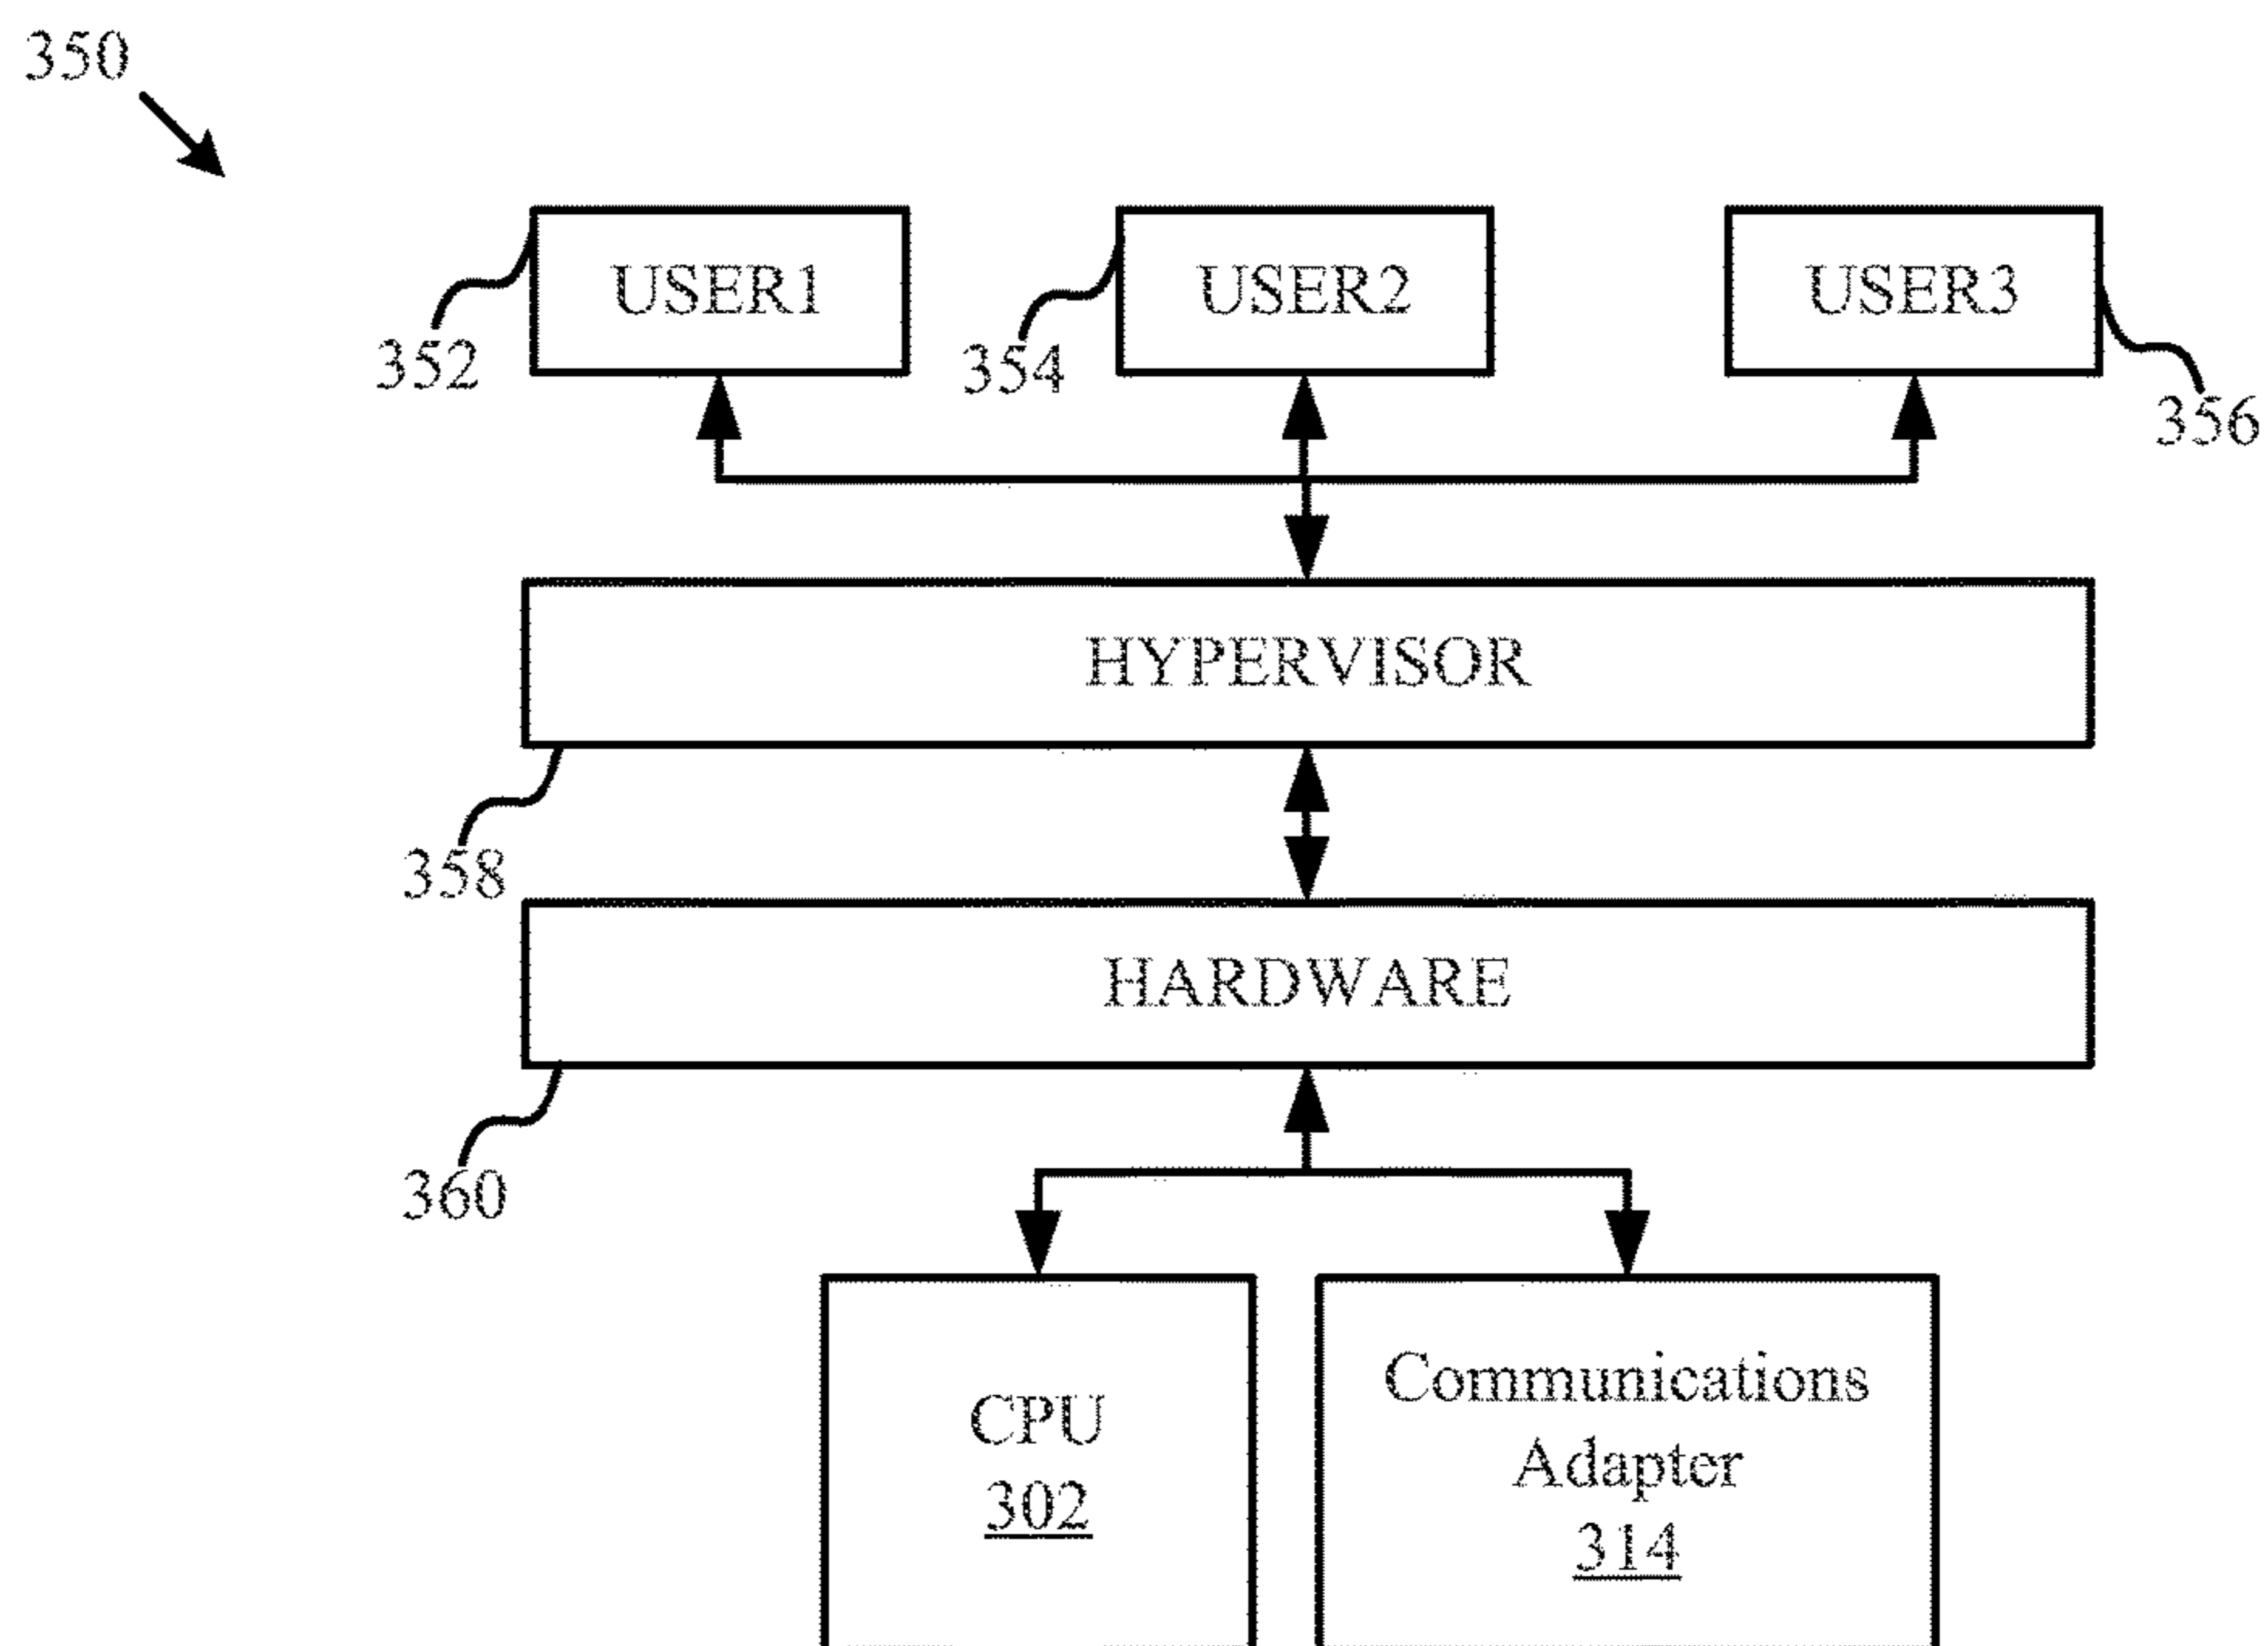 350
USER1
USER2
USER3
352
354
356
HYPERVISOR
358
HARDWARE
360
CPU
302
Communications
Adapter
314